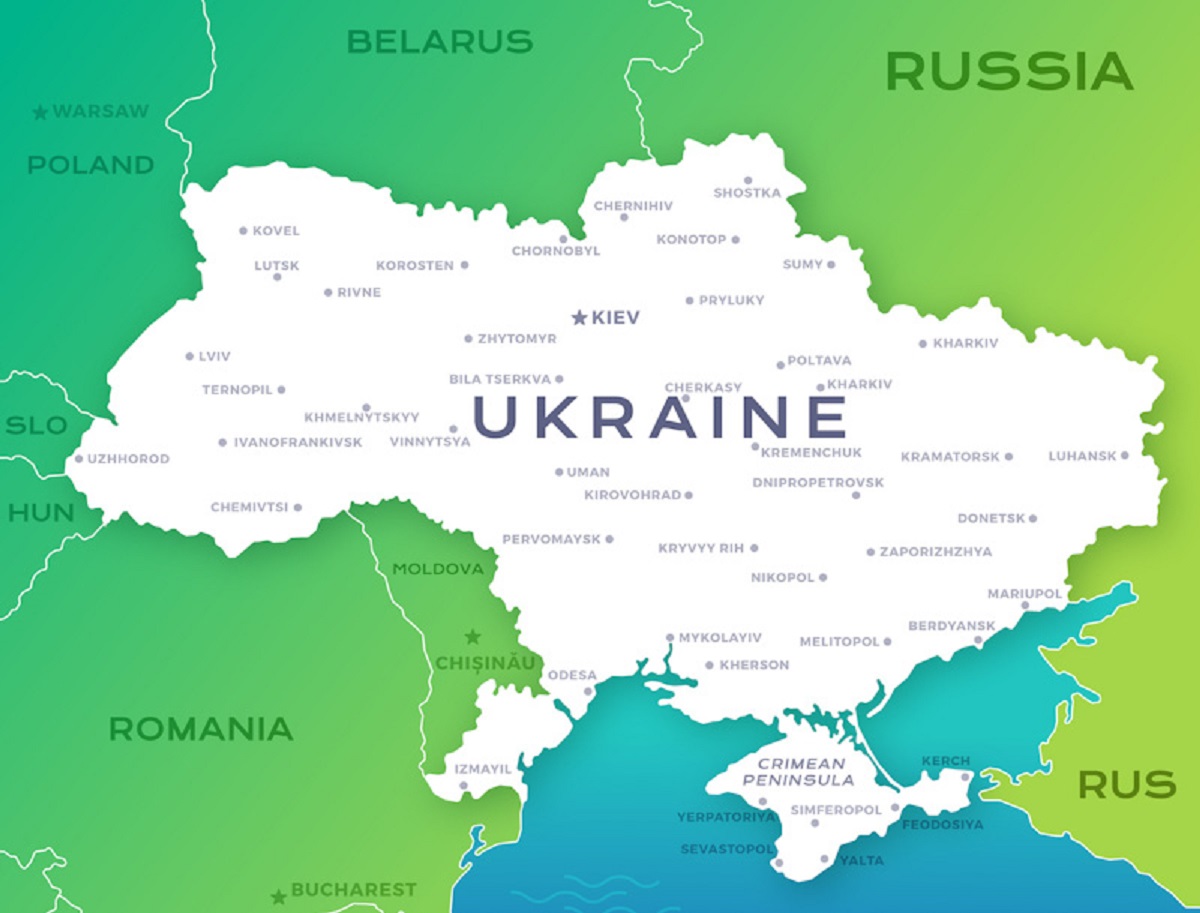 BELARUS
RUSSIA
WARSAW
POLAND
SHOSTKA
CHERNIHIV
KOVEL
KONOTOP
CHORNOBYL
LUTSK
KOROSTEN
SUMY
RIVNE
PRYLUKY
KIEV
ZHYTOMYR
KHARKIV
LVIV
POLTAVA
BILA TSERKVA
TERNOPIL
CHERKASY
KHARKIV
KHMELNYTSKYY
UKRAINE
SLO
IVANOFRANKIVSK
VINNYTSYA
KREMENCHUK
UZHHOROD
KRAMATORSK
LUHANSK
UMAN
DNIPROPETROVSK
KIROVOHRAD
CHEMIVTSI
HUN
DONETSK
PERVOMAYSK
KRYVYY RIH
ZAPORIZHZHYA
MOLDOVA
NIKOPOL
MARIUPOL
BERDYANSK
MYKOLAYIV
MELITOPOL
CHIȘINĂU
KHERSON
ODESA
ROMANIA
KERCH
CRIMEAN
PENINSULA
IZMAYIL
RUS
SIMFEROPOL
YERPATORIYA
FEODOSIYA
SEVASTOPOL
YALTA
BUCHAREST